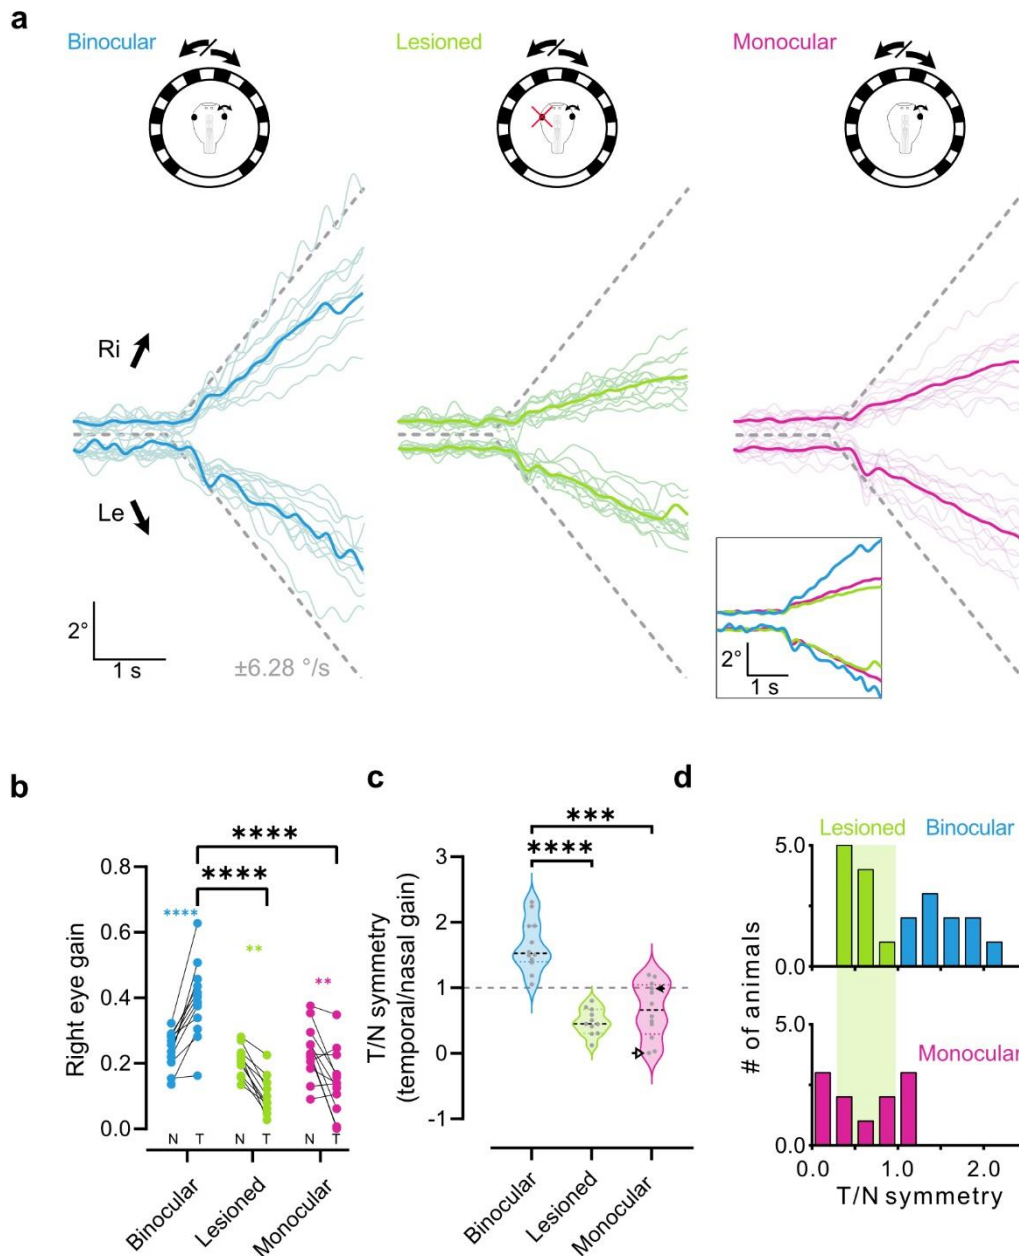 a
Binocular
Lesioned
Monocular
Ri
Le
2°
1 s
±6.28 °/s
2°
1 s
b
****
****
****
**
**
Right eye gain
0.8
0.6
0.4
0.2
0.0
N T N T N T
Binocular
Lesioned
Monocular
c
***
****
T/N symmetry
(temporal/nasal gain)
3
2
1
0
-1
Binocular
Lesioned
Monocular
d
Lesioned Binocular
# of animals
5.0
0.0
5.0
Monocular
0.0
0.0 1.0 2.0
T/N symmetry